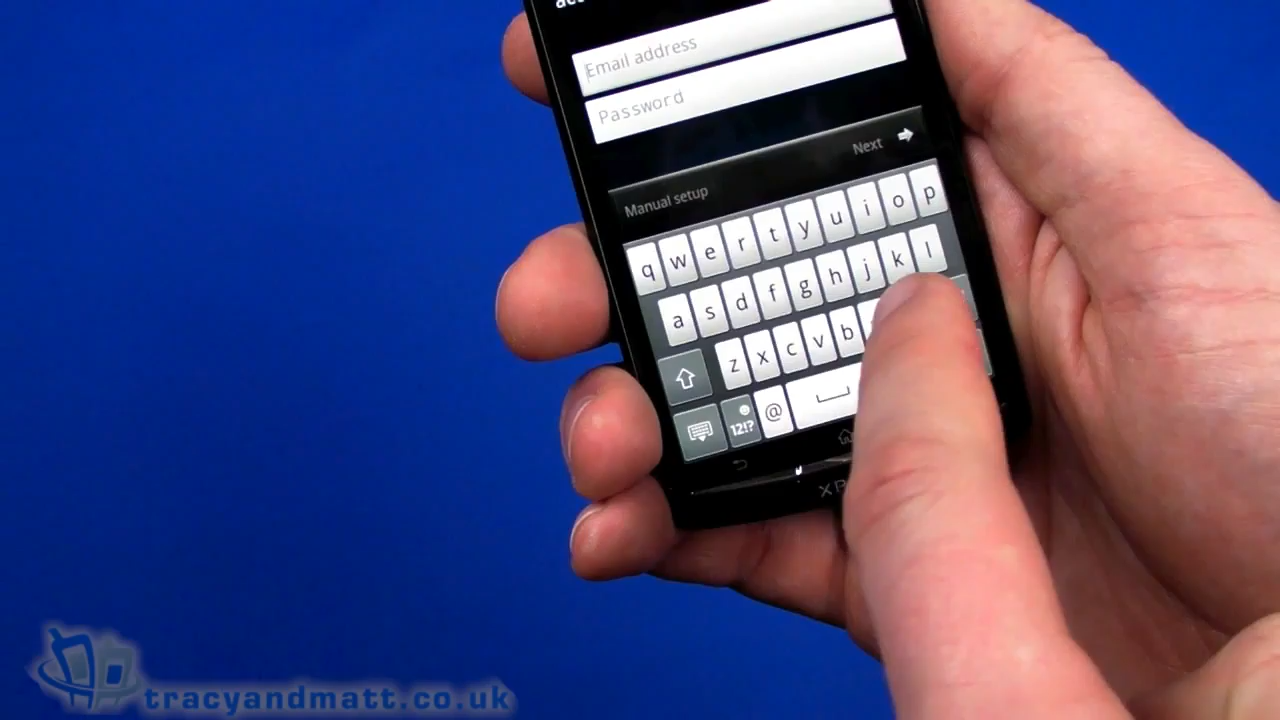 Email address
Password
Next
Manual setup
q w e r t y u i o p
a s d f g h j k l
z x c v b
12!? @
tracyandmatt.co.uk